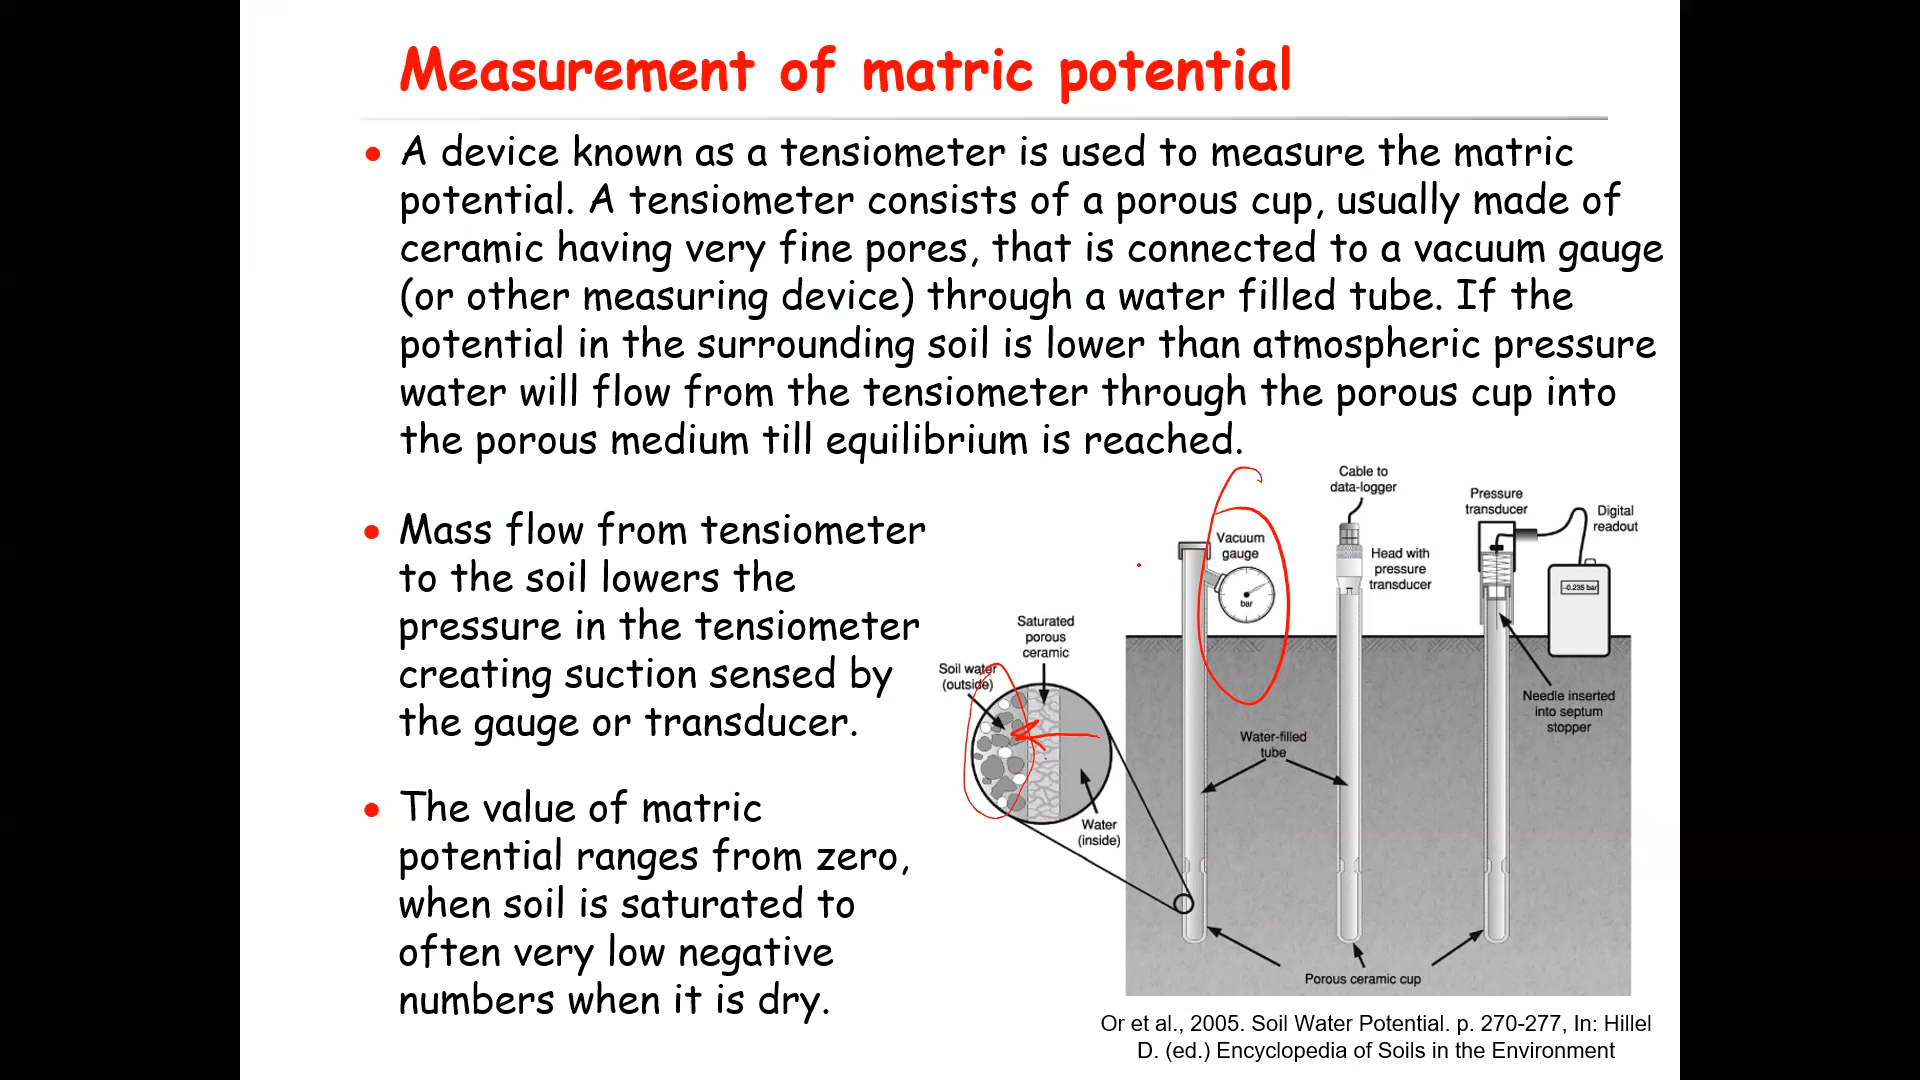 Measurement of matric potential
• A device known as a tensiometer is used to measure the matric
potential. A tensiometer consists of a porous cup, usually made of
ceramic having very fine pores, that is connected to a vacuum gauge
(or other measuring device) through a water filled tube. If the
potential in the surrounding soil is lower than atmospheric pressure
water will flow from the tensiometer through the porous cup into
the porous medium till equilibrium is reached.
• Mass flow from tensiometer
to the soil lowers the
pressure in the tensiometer
creating suction sensed by
the gauge or transducer.
• The value of matric
potential ranges from zero,
when soil is saturated to
often very low negative
numbers when it is dry.
Cable to
data-logger
Pressure
transducer
Digital
readout
Vacuum
gauge
bar
Head with
pressure
transducer
-0.235 bar
Saturated
porous
ceramic
Soil water
(outside)
Needle inserted
into septum
stopper
Water-filled
tube
Water
(inside)
Porous ceramic cup
Or et al., 2005. Soil Water Potential. p. 270-277, In: Hillel
D. (ed.) Encyclopedia of Soils in the Environment